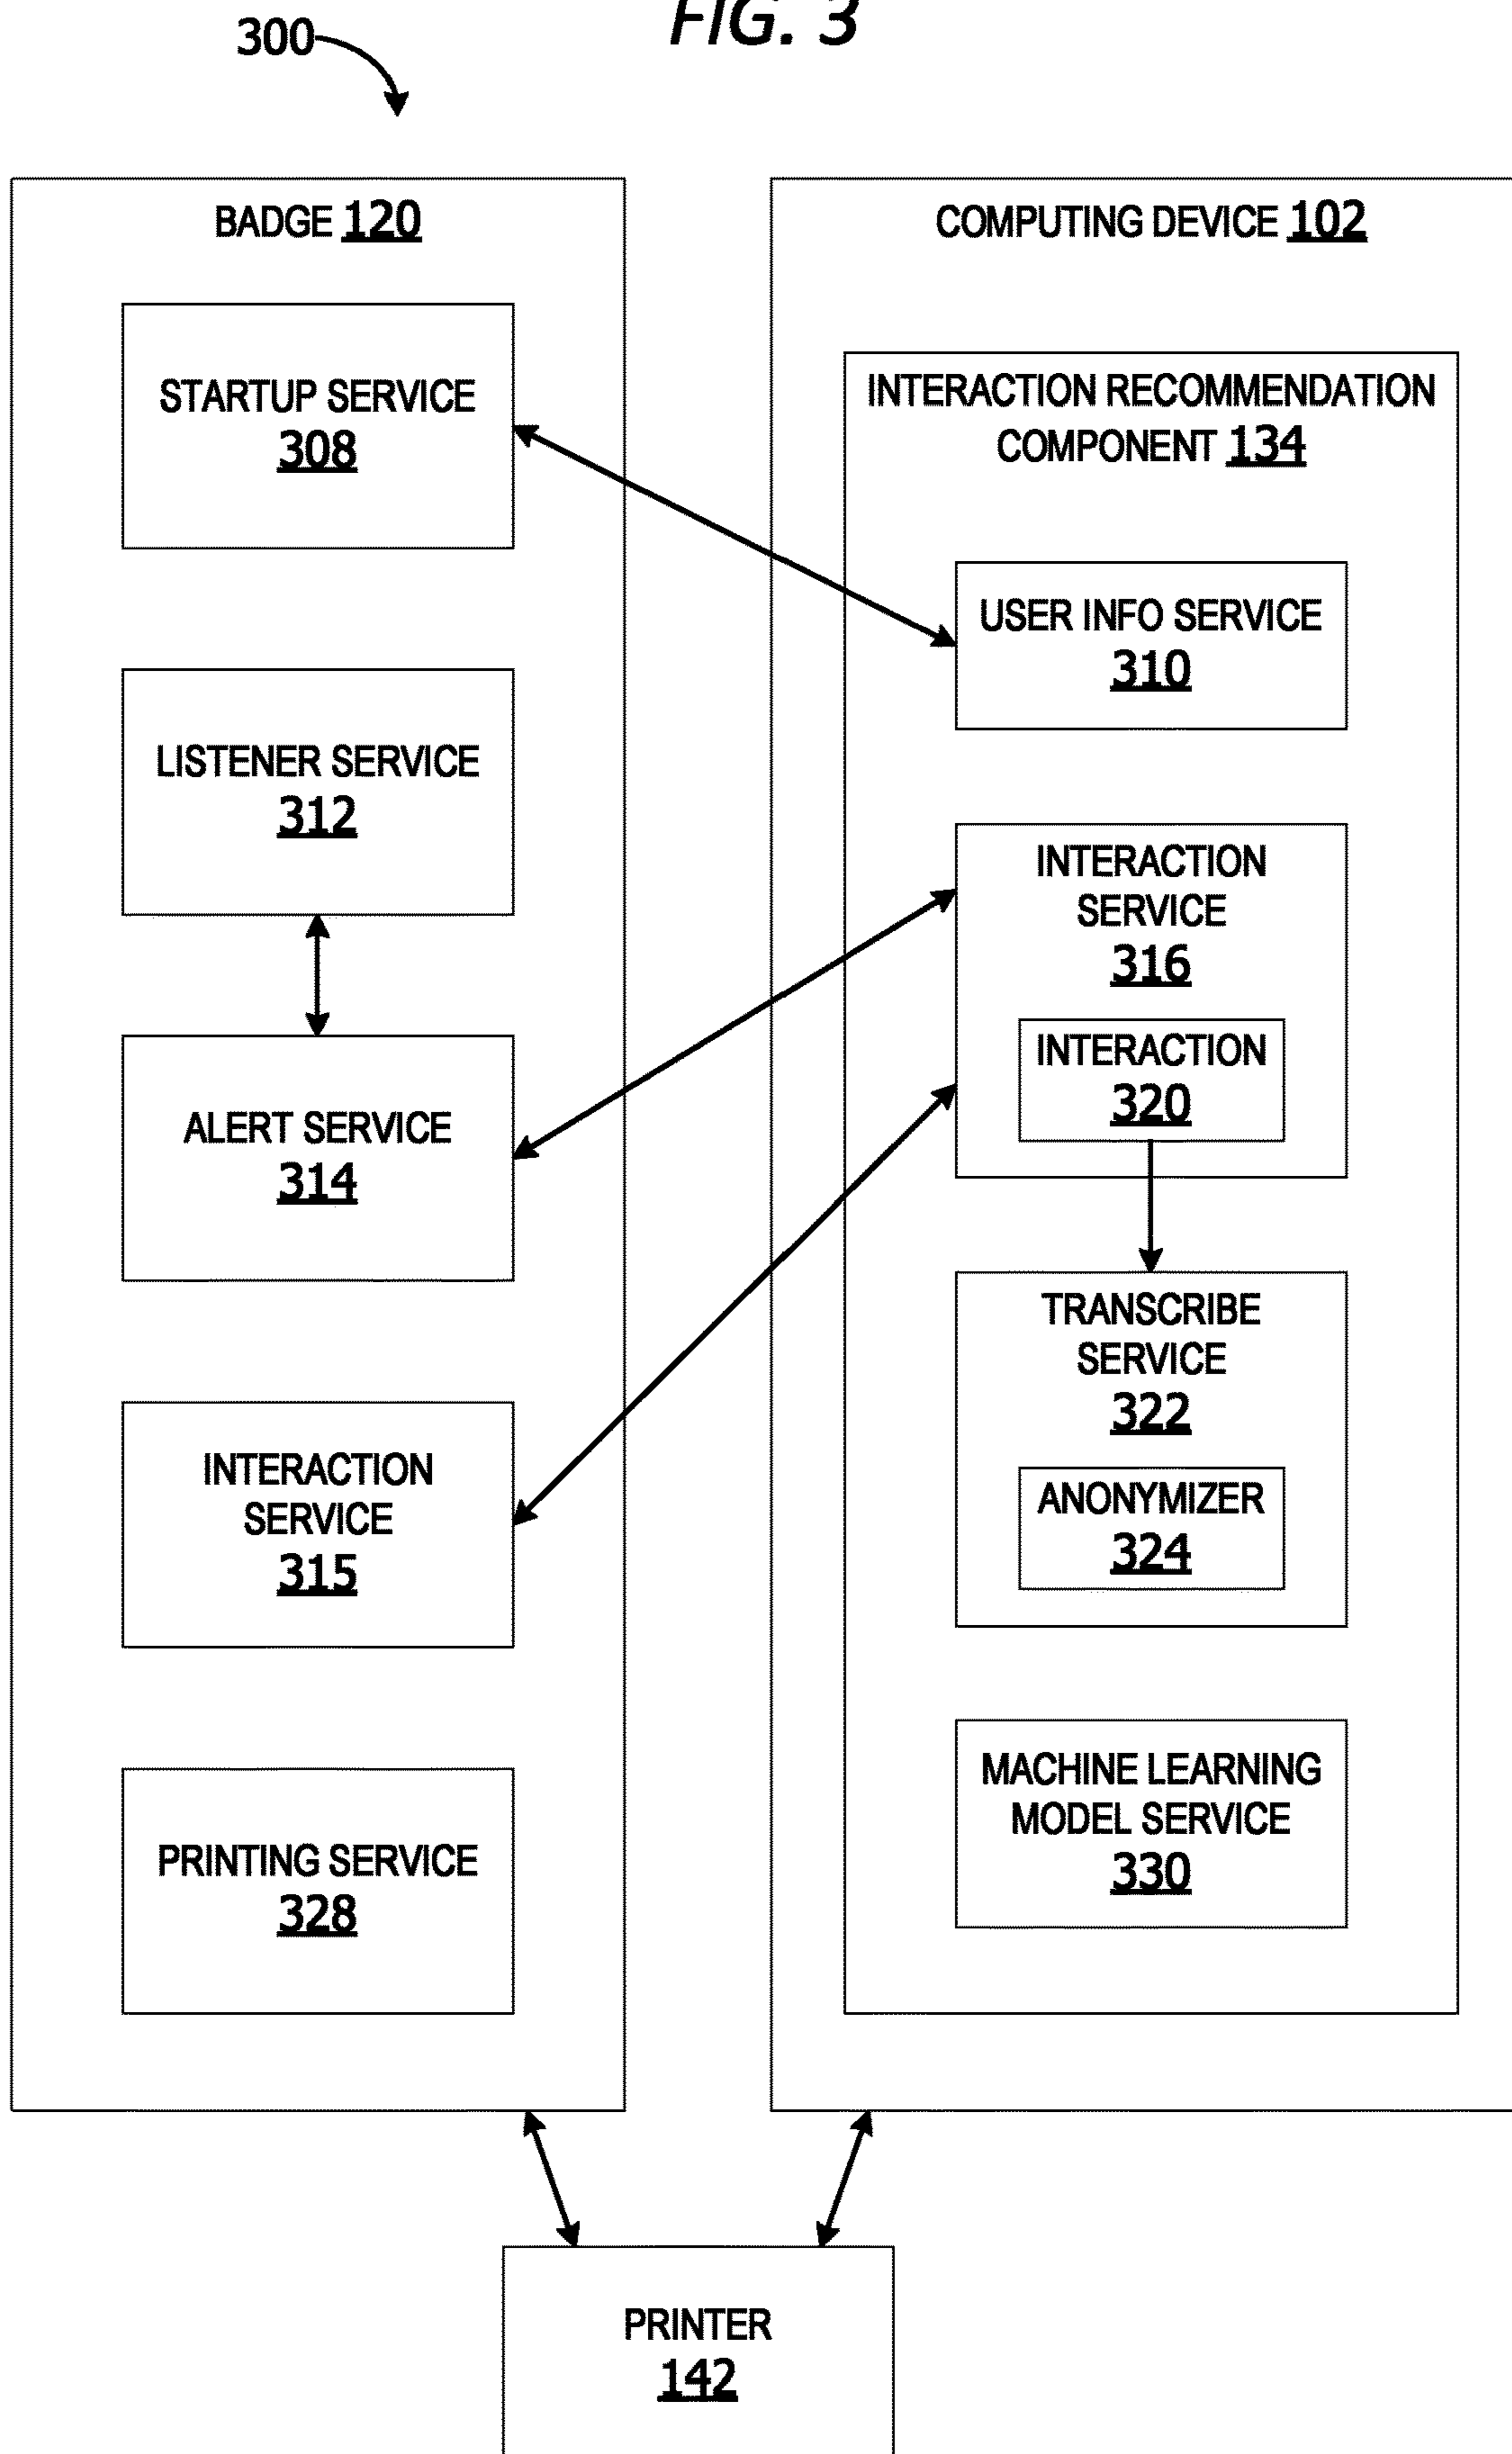 FIG. 3
300
BADGE 120
STARTUP SERVICE
308
LISTENER SERVICE
312
ALERT SERVICE
314
INTERACTION
SERVICE
315
PRINTING SERVICE
328
COMPUTING DEVICE 102
INTERACTION RECOMMENDATION
COMPONENT 134
USER INFO SERVICE
310
INTERACTION
SERVICE
316
INTERACTION
320
TRANSCRIBE
SERVICE
322
ANONYMIZER
324
MACHINE LEARNING
MODEL SERVICE
330
PRINTER
142